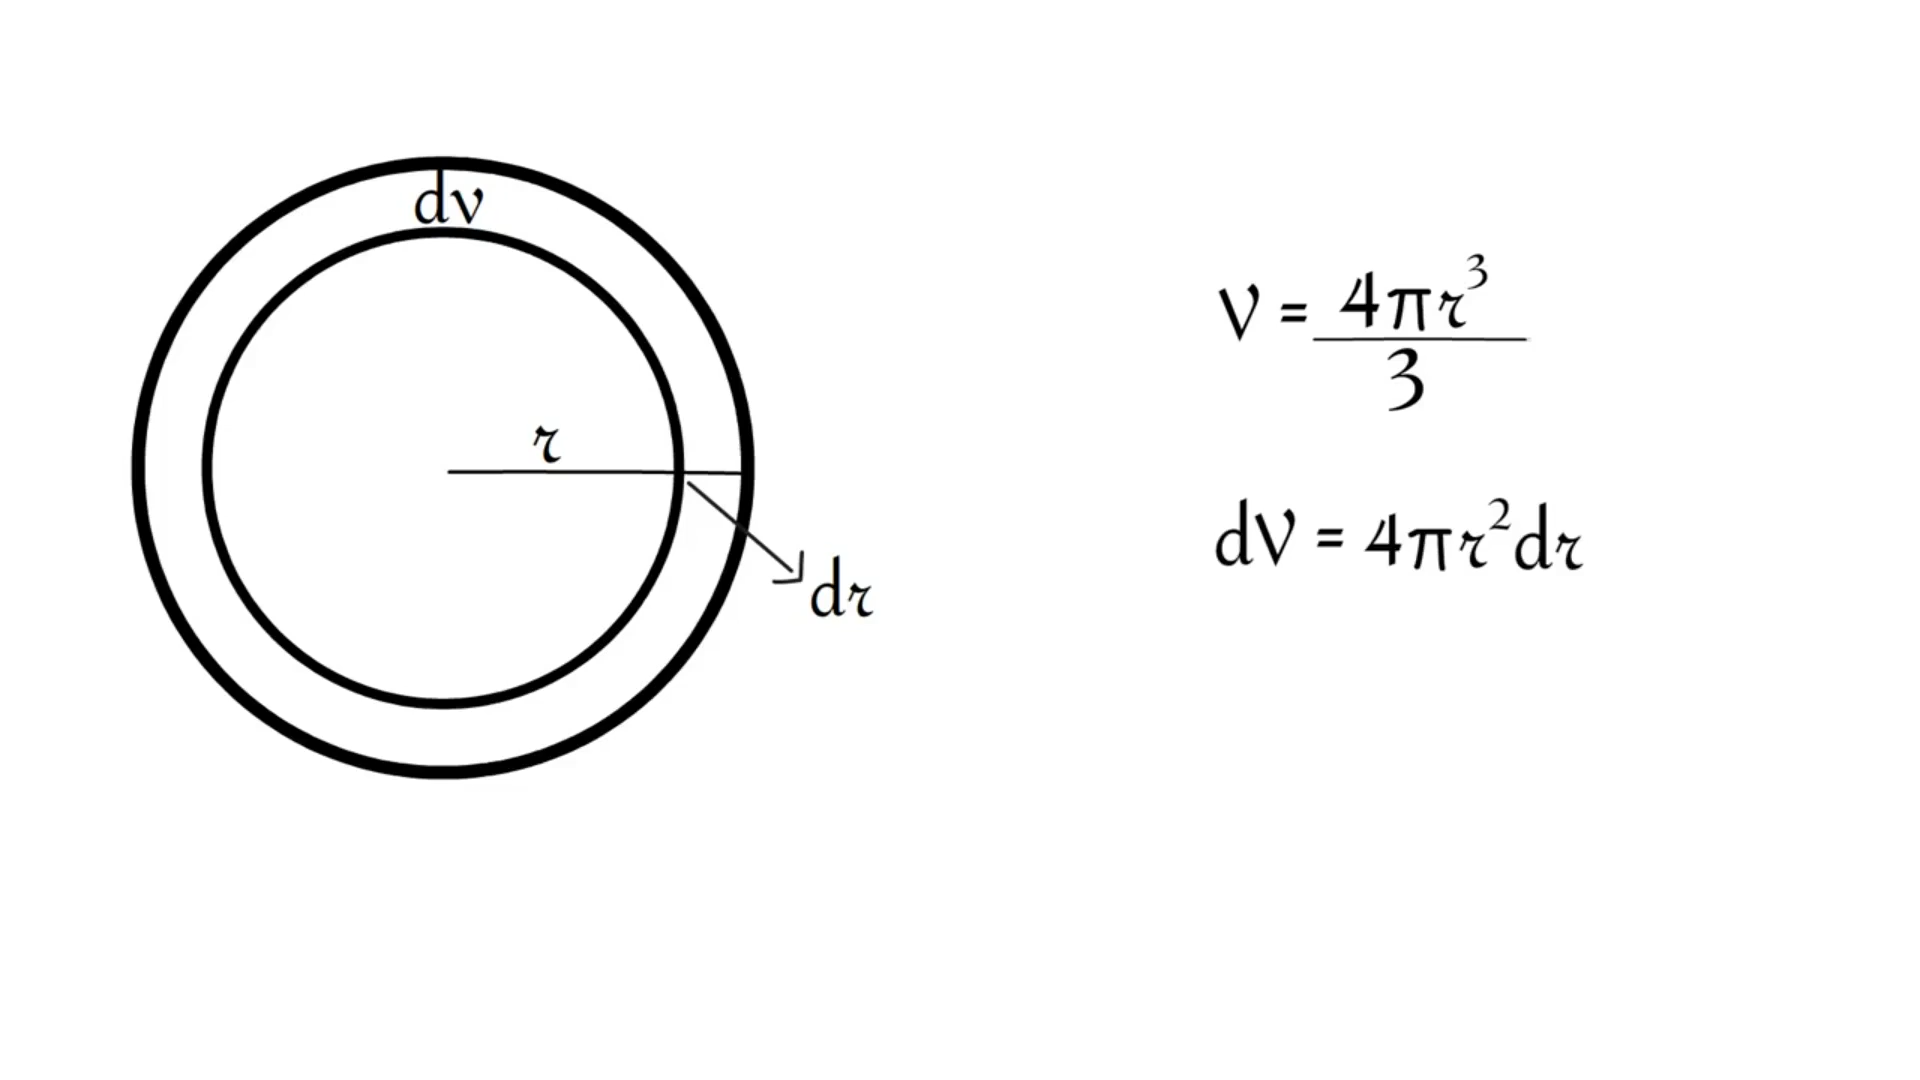 dv
r
dr
V = 4πr³
3
dV = 4πr²dr